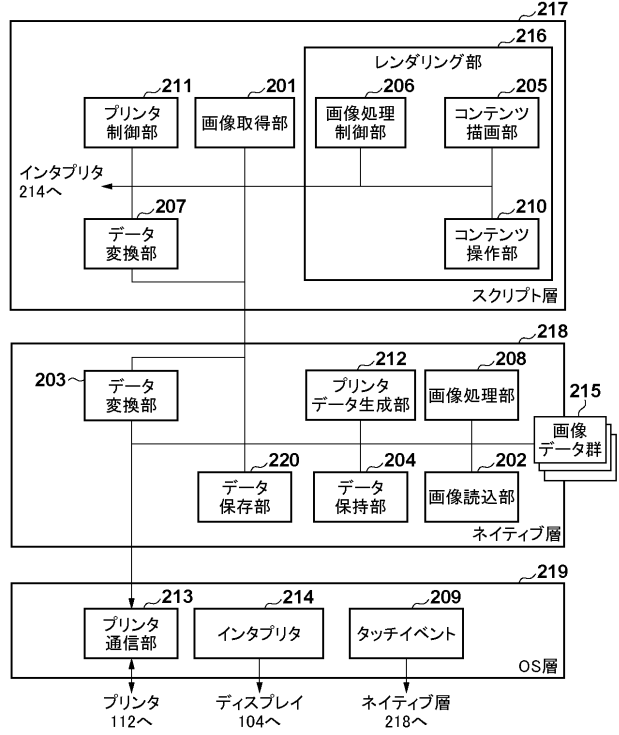 217
216
レンダリング部
211
プリンタ
制御部
201
画像取得部
206
画像処理
制御部
205
コンテンツ
描画部
インタプリタ
214へ
207
データ
変換部
210
コンテンツ
操作部
スクリプト層
218
203
データ
変換部
212
プリンタ
データ生成部
208
画像処理部
215
画像
データ群
220
データ
保存部
204
データ
保持部
202
画像読込部
ネイティブ層
219
213
プリンタ
通信部
214
インタプリタ
209
タッチイベント
OS層
プリンタ
112へ
ディスプレイ
104へ
ネイティブ層
218へ